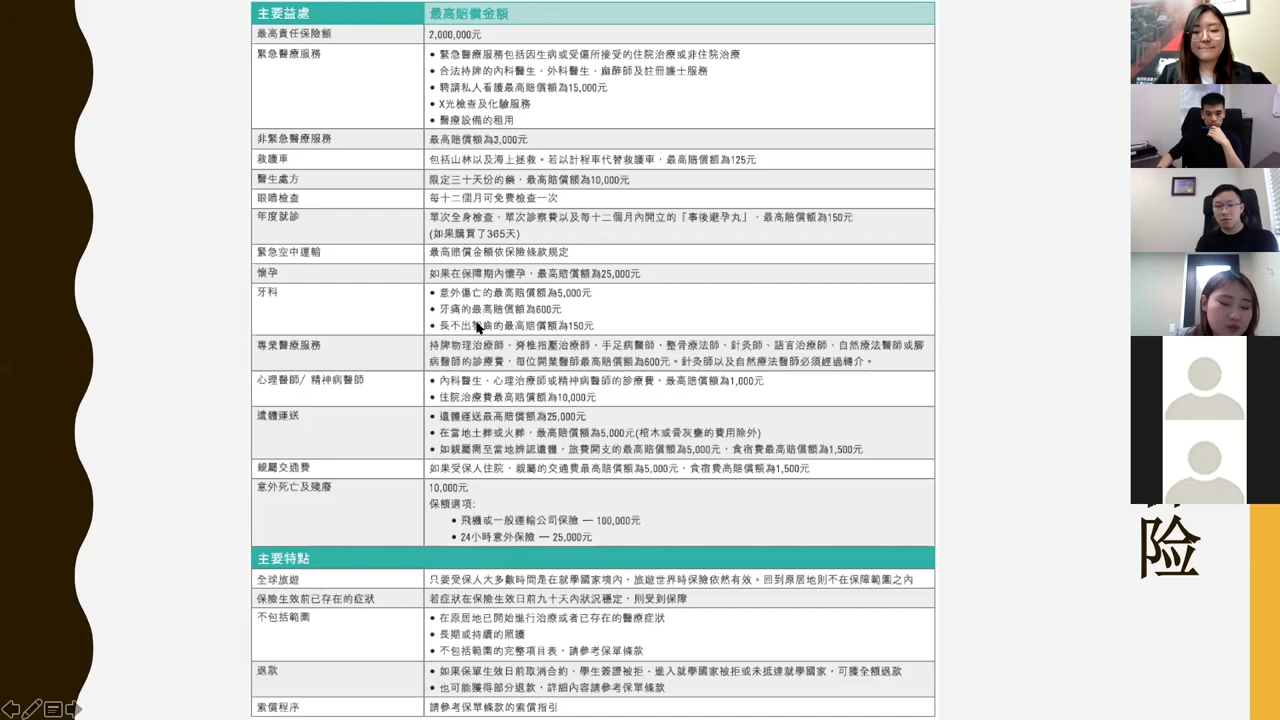 主要益處 最高賠償金額
最高責任保險額 2,000,000元
緊急醫療服務 • 緊急醫療服務包括因生病或受傷所接受的住院治療或非住院治療
• 合法持牌的內科醫生、外科醫生、麻醉師及註冊護士服務
• 聘請私人看護最高賠償額為15,000元
• X光檢查及化驗服務
• 醫療設備的租用
非緊急醫療服務 最高賠償額為3,000元
救護車 包括山林以及海上拯救。若以計程車代替救護車，最高賠償額為125元
醫生處方 限定三十天份的藥，最高賠償額為10,000元
眼睛檢查 每十二個月可免費檢查一次
年度就診 單次全身檢查、單次診察費以及每十二個月內開立的「事後避孕丸」，最高賠償額為150元
(如果購買了365天)
緊急空中運輸 最高賠償金額依保險條款規定
懷孕 如果在保障期內懷孕，最高賠償額為25,000元
牙科 • 意外傷亡的最高賠償額為5,000元
• 牙痛的最高賠償額為600元
• 長不出智齒的最高賠償額為150元
專業醫療服務 持牌物理治療師、脊椎指壓治療師、手足病醫師、整骨療法師、針灸師、語言治療師、自然療法醫師或腳
病醫師的診療費，每位開業醫師最高賠償額為600元。針灸師以及自然療法醫師必須經過轉介。
心理醫師/ 精神病醫師 • 內科醫生、心理治療師或精神病醫師的診療費，最高賠償額為1,000元
• 住院治療費最高賠償額為10,000元
遺體運送 • 遺體運送最高賠償額為25,000元
• 在當地土葬或火葬，最高賠償額為5,000元(棺木或骨灰甕的費用除外)
• 如親屬需至當地辨認遺體，旅費開支的最高賠償額為5,000元，食宿費最高賠償額為1,500元
親屬交通費 如果受保人住院，親屬的交通費最高賠償額為5,000元，食宿費高賠償額為1,500元
意外死亡及殘廢 10,000元
保額選項:
• 飛機或一般運輸公司保險 — 100,000元
• 24小時意外保險 — 25,000元
主要特點
全球旅遊 只要受保人大多數時間是在就學國家境內，旅遊世界時保險依然有效。回到原居地則不在保障範圍之內
保險生效前已存在的症狀 若症狀在保險生效日前九十天內狀況穩定，則受到保障
不包括範圍 • 在原居地已開始進行治療或者已存在的醫療症狀
• 長期或持續的照護
• 不包括範圍的完整項目表，請參考保單條款
退款 • 如果保單生效日前取消合約、學生簽證被拒、進入就學國家被拒或未抵達就學國家，可獲全額退款
• 也可能獲得部分退款，詳細內容請參考保單條款
索償程序 請參考保單條款的索償指引
险